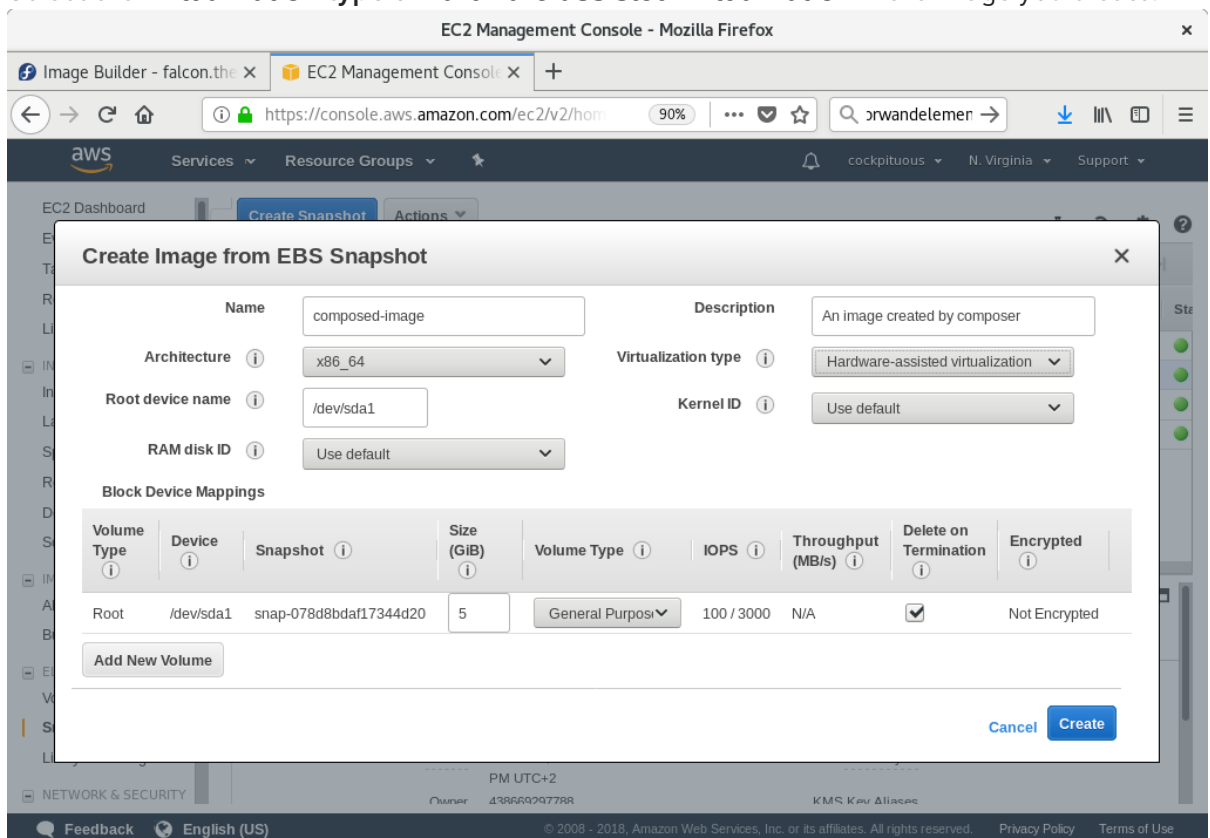 EC2 Management Console - Mozilla Firefox
Image Builder - falcon.the
EC2 Management Console
https://console.aws.amazon.com/ec2/v2/hom
90%
aws
Services
Resource Groups
cockpituous
N. Virginia
Support
EC2 Dashboard
Create Snapshot
Actions
Create Image from EBS Snapshot
Name
composed-image
Description
An image created by composer
Architecture
x86_64
Virtualization type
Hardware-assisted virtualization
Root device name
/dev/sda1
Kernel ID
Use default
RAM disk ID
Use default
Block Device Mappings
Volume Type
Device
Snapshot
Size (GiB)
Volume Type
IOPS
Throughput (MB/s)
Delete on Termination
Encrypted
Root
/dev/sda1
snap-078d8bdaf17344d20
5
General Purpos
100 / 3000
N/A
Not Encrypted
Add New Volume
Cancel
Create
PM UTC+2
Owner
438669297788
KMS Key Aliases
NETWORK & SECURITY
Feedback
English (US)
© 2008 - 2018, Amazon Web Services, Inc. or its affiliates. All rights reserved.
Privacy Policy
Terms of Use